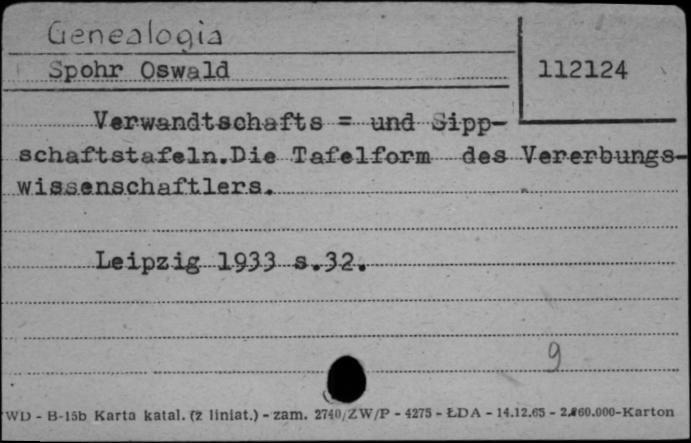 Genealogia
Spohr Oswald
112124
Verwandtschafts = und Sipp-
schaftstafeln.Die Tafelform des Vererbungs-
wissenschaftlers.
Leipzig 1933 s.32.
9
WD - B-15b Karta katal. (z liniat.) - zam. 2740/ZW/P - 4275 - ŁDA - 14.12.65 - 2.860.000-Karton